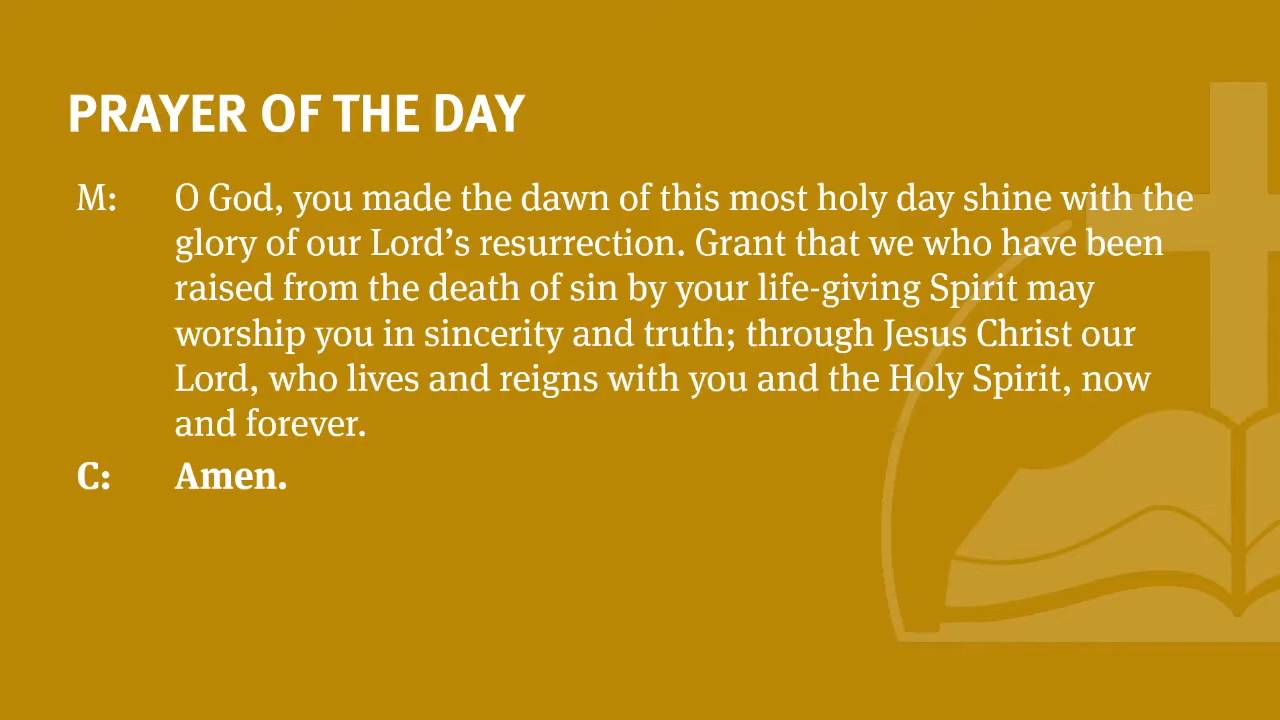 PRAYER OF THE DAY
M: O God, you made the dawn of this most holy day shine with the
glory of our Lord’s resurrection. Grant that we who have been
raised from the death of sin by your life-giving Spirit may
worship you in sincerity and truth; through Jesus Christ our
Lord, who lives and reigns with you and the Holy Spirit, now
and forever.
C: Amen.